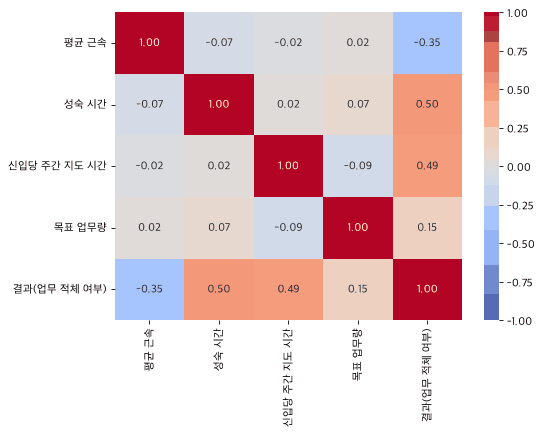 평균 근속 1.00 -0.07 -0.02 0.02 -0.35
성숙 시간 -0.07 1.00 0.02 0.07 0.50
신입당 주간 지도 시간 -0.02 0.02 1.00 -0.09 0.49
목표 업무량 0.02 0.07 -0.09 1.00 0.15
결과(업무 적체 여부) -0.35 0.50 0.49 0.15 1.00
평균 근속
성숙 시간
신입당 주간 지도 시간
목표 업무량
결과(업무 적체 여부)
1.00
0.75
0.50
0.25
0.00
-0.25
-0.50
-0.75
-1.00